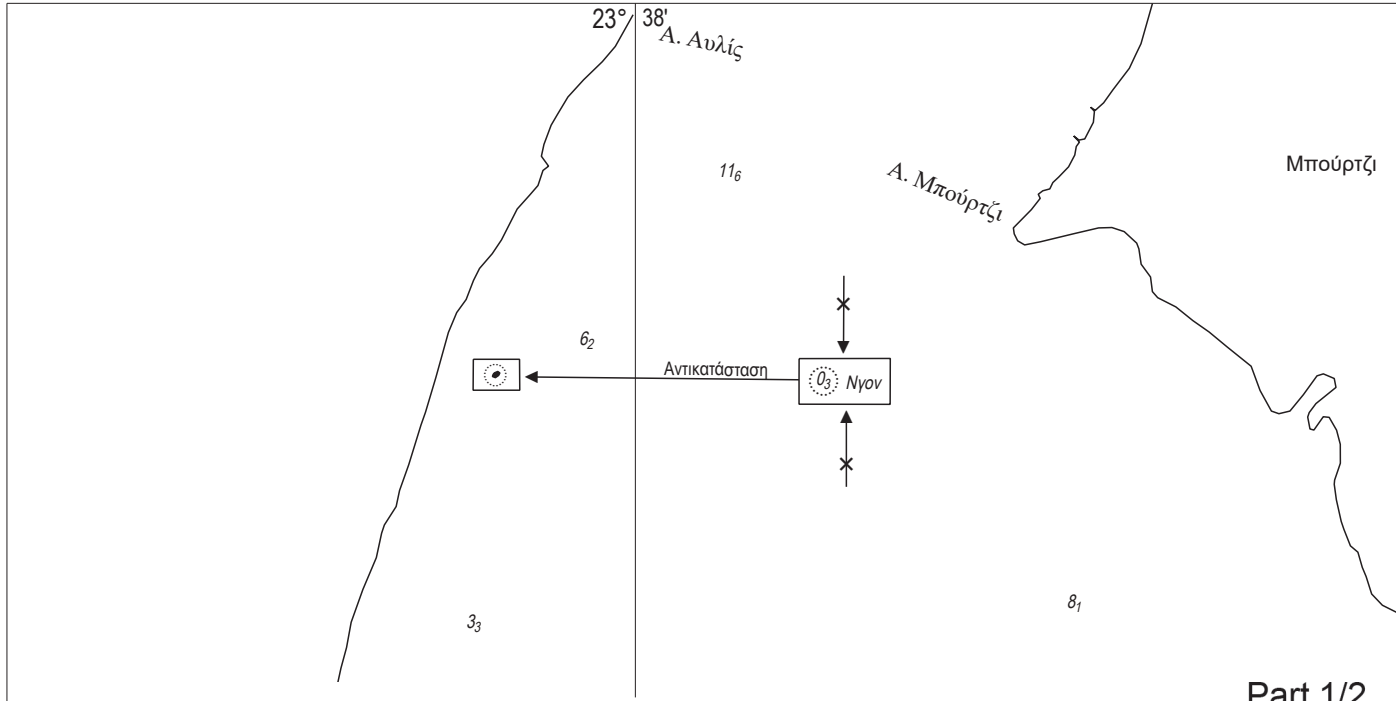 23° 38'
Α. Αυλίς
11₆
Α. Μπούρτζι
Μπούρτζι
6₂
Αντικατάσταση
0₃ Νγον
3₃
8₁
Part 1/2